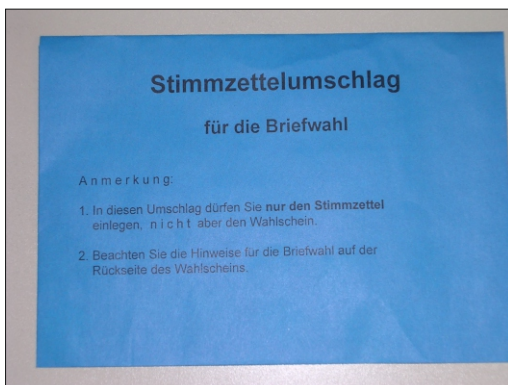 Stimmzettelumschlag
für die Briefwahl
Anmerkung:
1. In diesen Umschlag dürfen Sie nur den Stimmzettel
einlegen, nicht aber den Wahlschein.
2. Beachten Sie die Hinweise für die Briefwahl auf der
Rückseite des Wahlscheins.